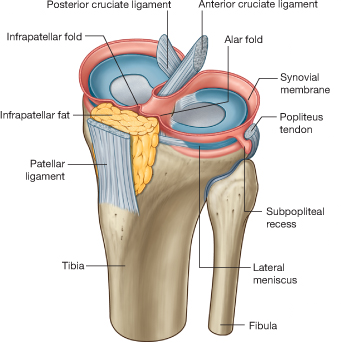 Posterior cruciate ligament
Anterior cruciate ligament
Infrapatellar fold
Alar fold
Synovial
membrane
Infrapatellar fat
Popliteus
tendon
Patellar
ligament
Subpopliteal
recess
Tibia
Lateral
meniscus
Fibula